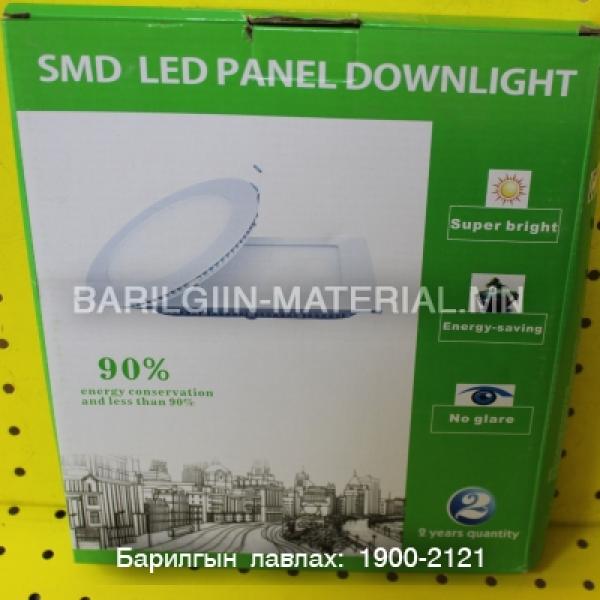 SMD LED PANEL DOWNLIGHT
Super bright
BARILGIIN-MATERIAL.MN
Energy-saving
90%
energy conservation
and less than 90%
No glare
2
2 years quantity
Барилгын лавлах: 1900-2121